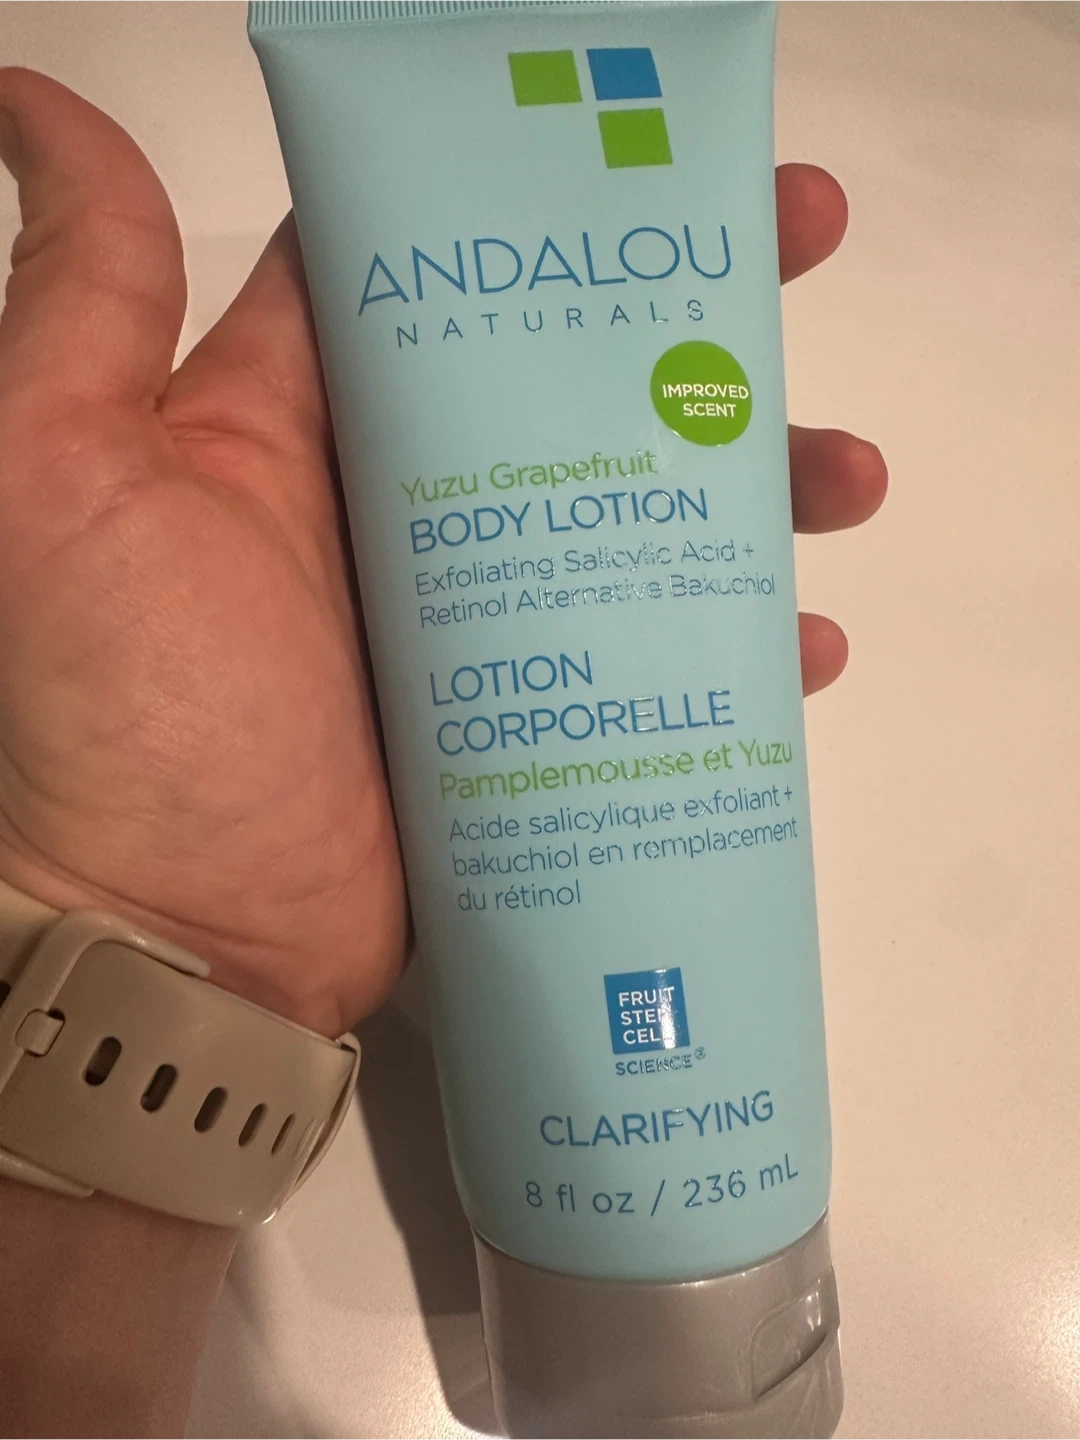 ANDALOU
NATURALS
IMPROVED
SCENT
Yuzu Grapefruit
BODY LOTION
Exfoliating Salicylic Acid +
Retinol Alternative Bakuchiol
LOTION
CORPORELLE
Pamplemousse et Yuzu
Acide salicylique exfoliant +
bakuchiol en remplacement
du rétinol
FRUIT
STEM
CELL
SCIENCE®
CLARIFYING
8 fl oz / 236 mL